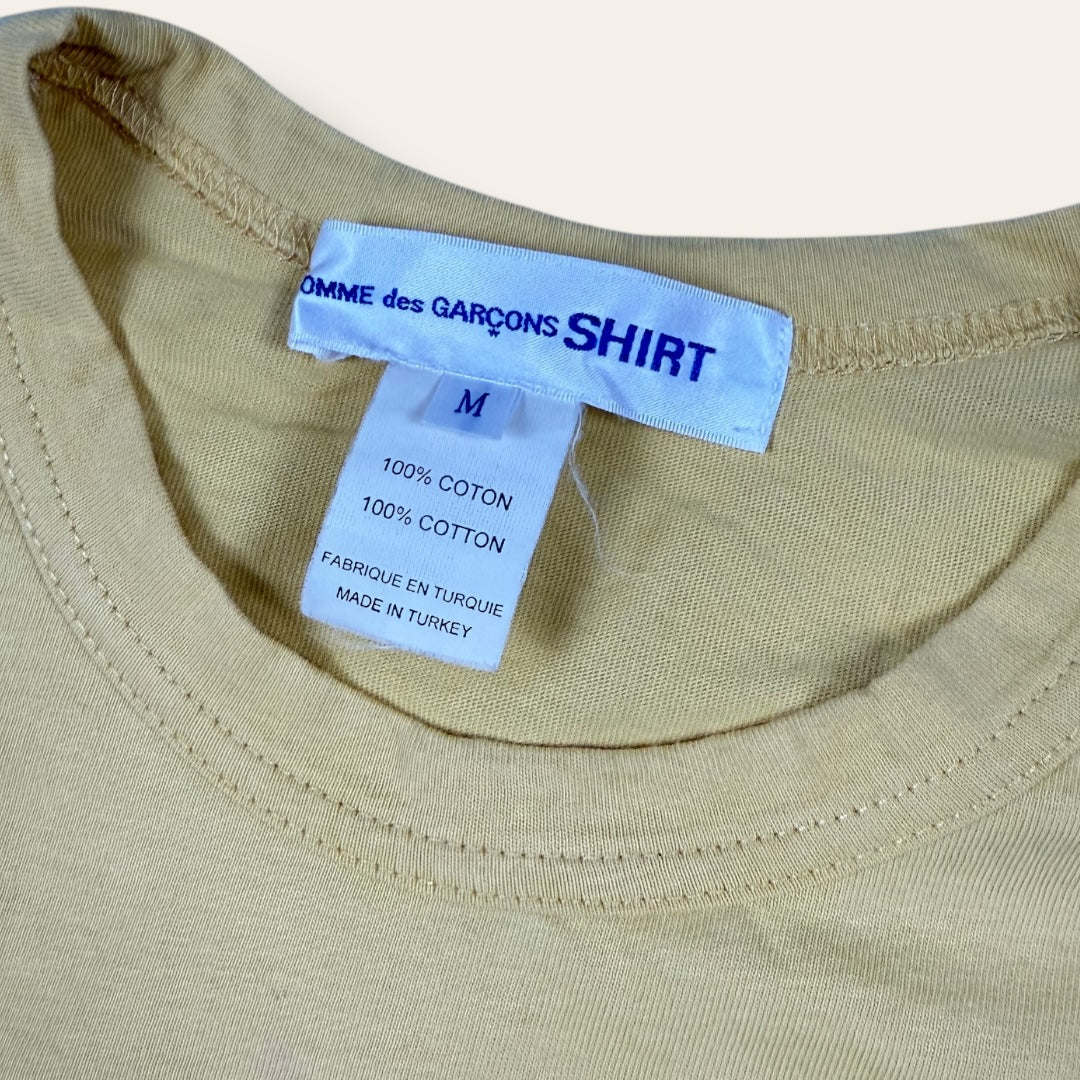 OMME des GARÇONS SHIRT
M
100% COTON
100% COTTON
FABRIQUE EN TURQUIE
MADE IN TURKEY